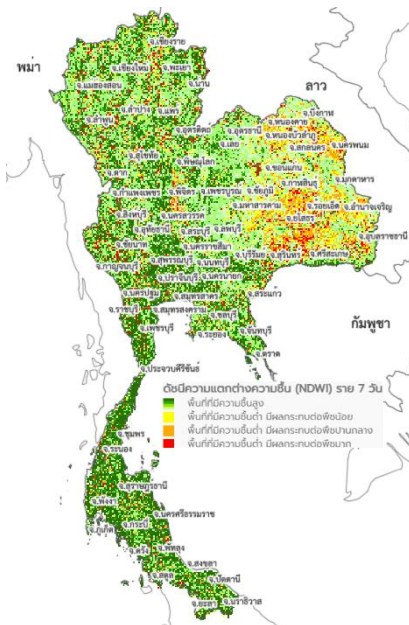 จ.เชียงราย
พม่า
จ.เชียงใหม่
จ.พะเยา
ลาว
จ.แม่ฮ่องสอน
จ.น่าน
จ.บึงกาฬ
จ.ลำปาง
จ.แพร่
จ.หนองคาย
จ.ลำพูน
จ.อุตรดิตถ์
จ.อุดรธานี
จ.หนองบัวลำภู
จ.เลย
จ.สกลนคร
จ.นครพนม
จ.สุโขทัย
จ.พิษณุโลก
จ.ขอนแก่น
จ.ตาก
จ.มุกดาหาร
จ.กำแพงเพชร
จ.พิจิตร
จ.เพชรบูรณ์
จ.ชัยภูมิ
จ.กาฬสินธุ์
จ.มหาสารคาม
จ.ร้อยเอ็ด
จ.อำนาจเจริญ
จ.สิงหบุรี
จ.นครสวรรค์
จ.ยโสธร
จ.อุทัยธานี
จ.สระบุรี
จ.ลพบุรี
จ.อุบลราชธานี
จ.ชัยนาท
จ.นครราชสีมา
จ.บุรีรัมย์
จ.สุรินทร์
จ.ศรีสะเกษ
จ.สุพรรณบุรี
จ.นนทบุรี
จ.กาญจนบุรี
จ.ปราจีนบุรี
จ.นครนายก
จ.สระแก้ว
จ.นครปฐม
จ.สมุทรสาคร
จ.ราชบุรี
จ.สมุทรสงคราม
จ.ชลบุรี
กัมพูชา
จ.เพชรบุรี
จ.ระยอง
จ.จันทบุรี
จ.ตราด
จ.ประจวบคีรีขันธ์
ดัชนีความแตกต่างความชื้น (NDWI) ราย 7 วัน
พื้นที่ที่มีความชื้นสูง
พื้นที่ที่มีความชื้นต่ำ มีผลกระทบต่อพืชน้อย
พื้นที่ที่มีความชื้นต่ำ มีผลกระทบต่อพืชปานกลาง
พื้นที่ที่มีความชื้นต่ำ มีผลกระทบต่อพืชมาก
จ.ชุมพร
จ.ระนอง
จ.สุราษฎร์ธานี
จ.พังงา
จ.นครศรีธรรมราช
จ.กระบี่
จ.ภูเก็ต
จ.ตรัง
จ.พัทลุง
จ.สงขลา
จ.สตูล
จ.ปัตตานี
จ.ยะลา
จ.นราธิวาส